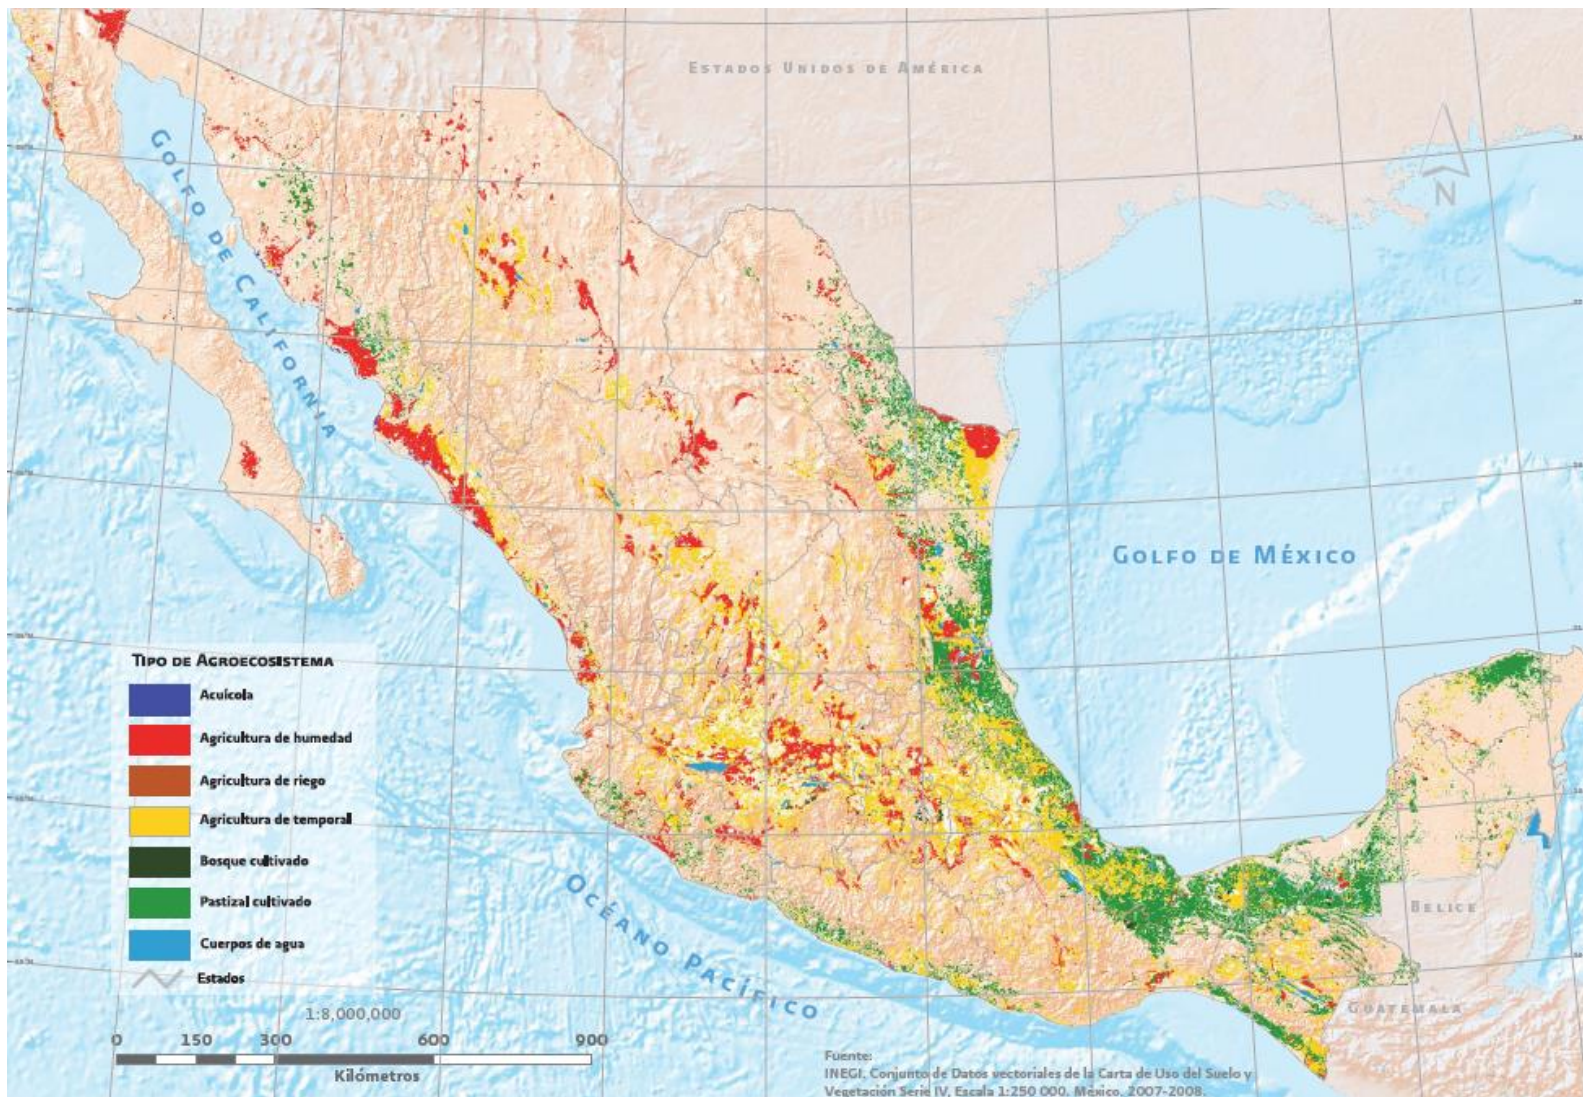 ESTADOS UNIDOS DE AMÉRICA
GOLFO DE CALIFORNIA
N
GOLFO DE MÉXICO
TIPO DE AGROECOSISTEMA
Acuícola
Agricultura de humedad
Agricultura de riego
Agricultura de temporal
Bosque cultivado
Pastizal cultivado
Cuerpos de agua
Estados
OCÉANO PACÍFICO
BELICE
GUATEMALA
1:8,000,000
0 150 300 600 900
Kilómetros
Fuente:
INEGI. Conjunto de Datos vectoriales de la Carta de Uso del Suelo y
Vegetación Serie IV, Escala 1:250 000. México. 2007-2008.